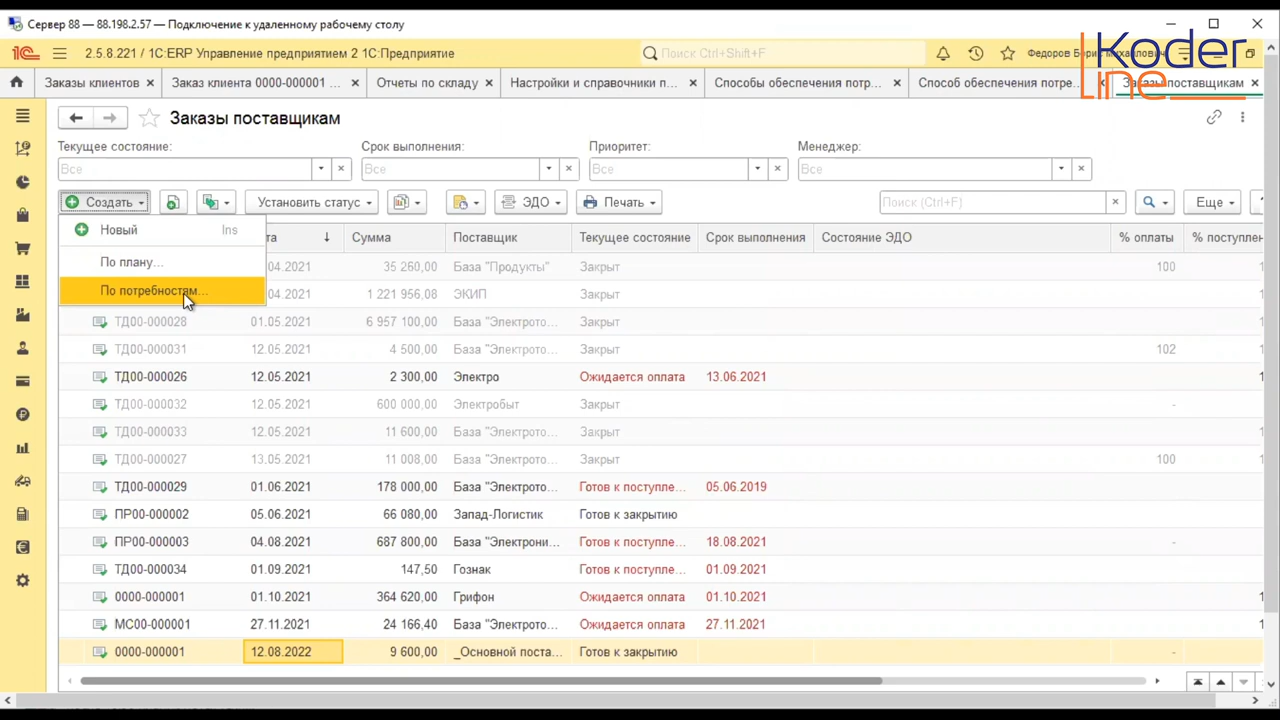 Сервер 88 — 88.198.2.57 — Подключение к удаленному рабочему столу
2.5.8.221 / 1С:ERP Управление предприятием 2 1С:Предприятие
Поиск Ctrl+Shift+F
Koder
line
Заказы клиентов
Заказ клиента 0000-000001 ...
Отчеты по складу
Настройки и справочники п...
Способы обеспечения потр...
Способ обеспечения потре...
Заказы поставщикам
Заказы поставщикам
Текущее состояние: Срок выполнения: Приоритет: Менеджер:
Все Все Все Все
Создать Установить статус ЭДО Печать Поиск (Ctrl+F) Еще ?
Новый Ins
По плану...
По потребностям...
та ↓ Сумма Поставщик Текущее состояние Срок выполнения Состояние ЭДО % оплаты % поступлен
.04.2021 35 260,00 База "Продукты" Закрыт 100
.04.2021 1 221 956,08 ЭКИП Закрыт
ТД00-000028 01.05.2021 6 957 100,00 База "Электрото... Закрыт 1
ТД00-000031 12.05.2021 4 500,00 База "Электрото... Закрыт 102
ТД00-000026 12.05.2021 2 300,00 Электро Ожидается оплата 13.06.2021 1
ТД00-000032 12.05.2021 600 000,00 Электробыт Закрыт - 1
ТД00-000033 12.05.2021 11 600,00 База "Электрото... Закрыт 1
ТД00-000027 13.05.2021 11 008,00 База "Электрото... Закрыт 100 1
ТД00-000029 01.06.2021 178 000,00 База "Электрото... Готов к поступле... 05.06.2019
ПР00-000002 05.06.2021 66 080,00 Запад-Логистик Готов к закрытию 1
ПР00-000003 04.08.2021 687 800,00 База "Электрони... Готов к поступле... 18.08.2021 -
ТД00-000034 01.09.2021 147,50 Гознак Готов к поступле... 01.09.2021
0000-000001 01.10.2021 364 620,00 Грифон Ожидается оплата 01.10.2021 1
МС00-000001 27.11.2021 24 166,40 База "Электрото... Ожидается оплата 27.11.2021 1
0000-000001 12.08.2022 9 600,00 _Основной поста... Готов к закрытию - 1